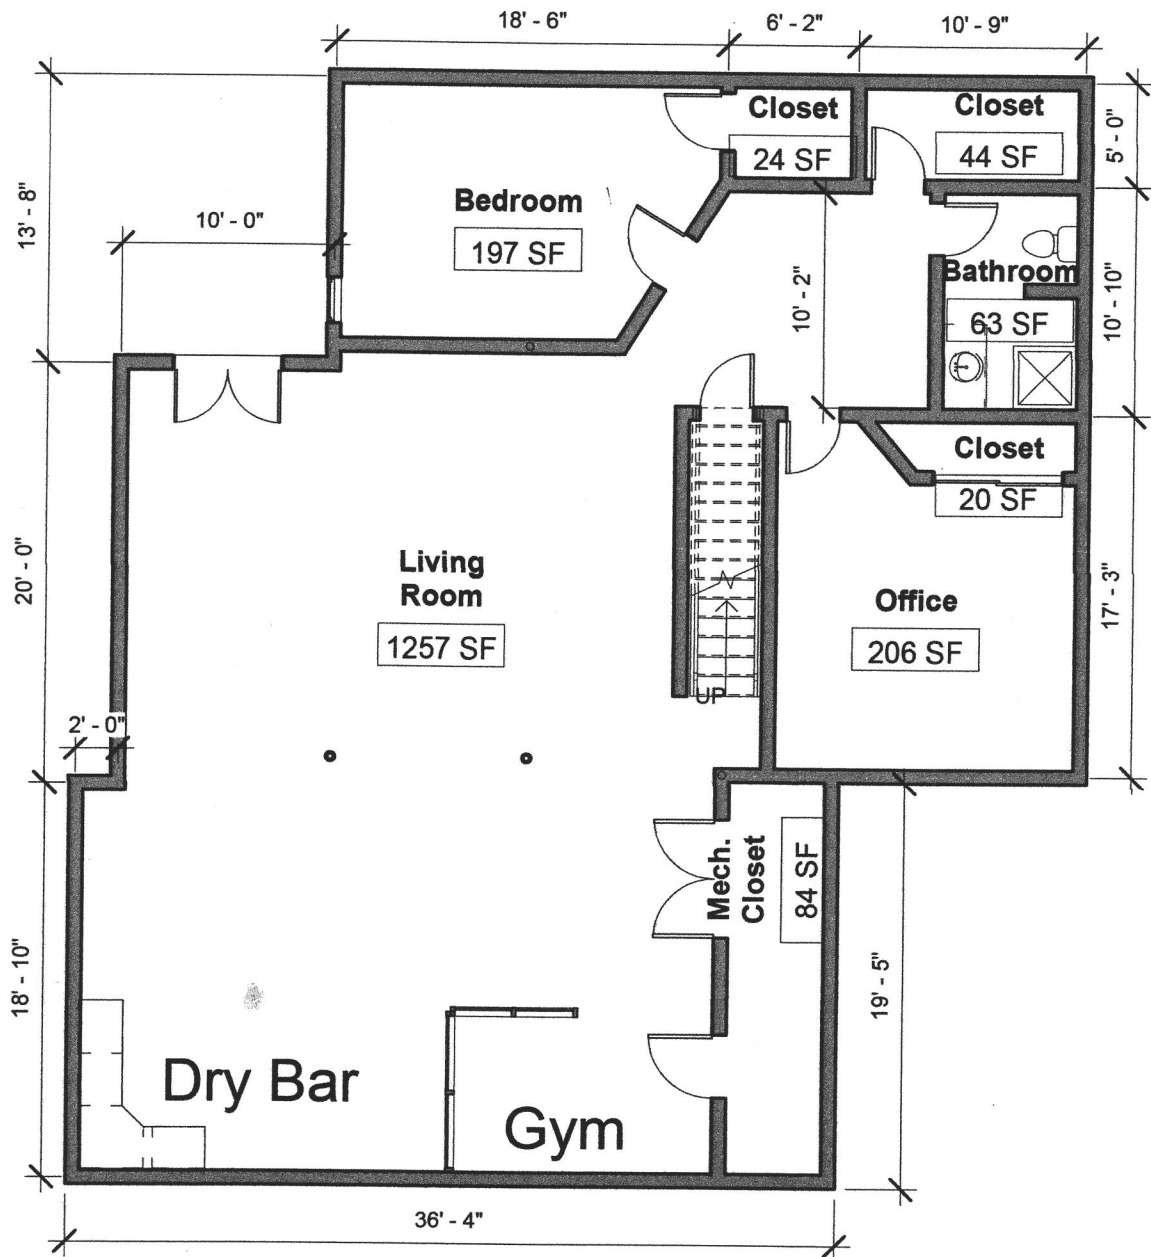 18' - 6"
6' - 2"
10' - 9"
Closet
24 SF
Closet
44 SF
5' - 0"
13' - 8"
10' - 0"
Bedroom
197 SF
10' - 2"
Bathroom
63 SF
10' - 10"
Closet
20 SF
20' - 0"
Living
Room
1257 SF
Office
206 SF
17' - 3"
UP
2' - 0"
Mech.
Closet
84 SF
18' - 10"
19' - 5"
Dry Bar
Gym
36' - 4"